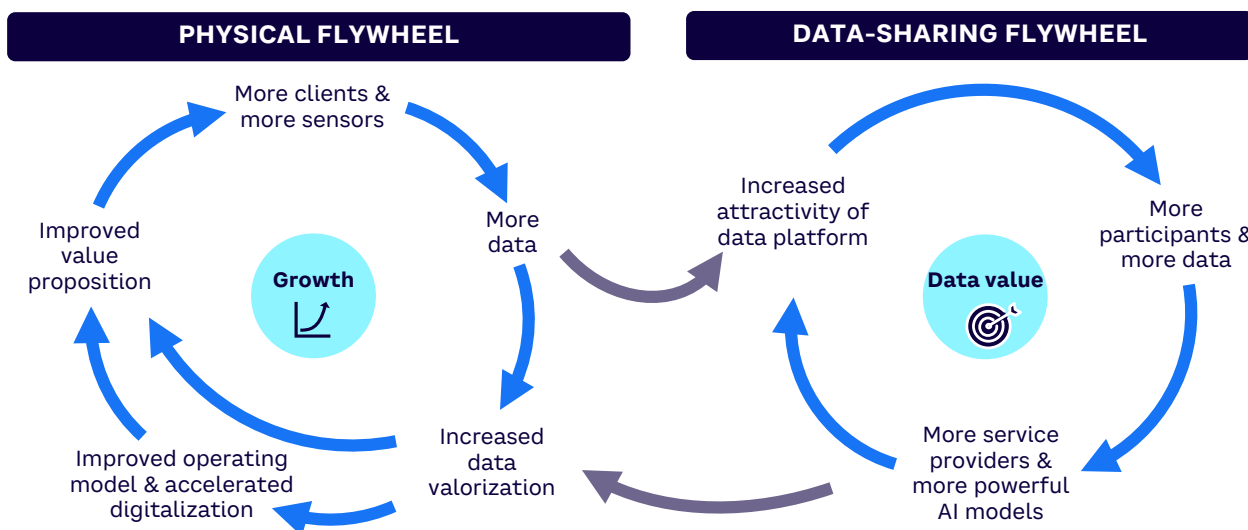 PHYSICAL FLYWHEEL
More clients &
more sensors
More
data
Increased
data
valorization
Improved operating
model & accelerated
digitalization
Improved
value
proposition
Growth
DATA-SHARING FLYWHEEL
Increased
attractivity of
data platform
More
participants &
more data
More service
providers &
more powerful
AI models
Data value